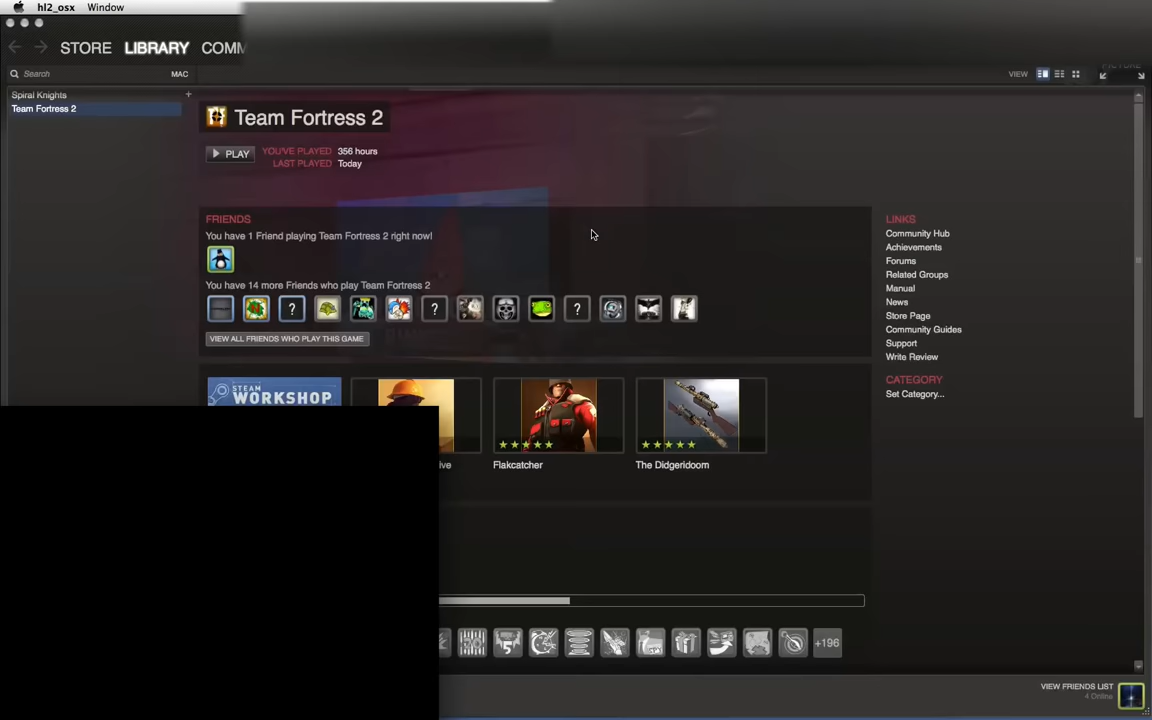 hl2_osx Window
STORE LIBRARY COMM
Search MAC
VIEW
Spiral Knights +
Team Fortress 2
Team Fortress 2
PLAY
YOU'VE PLAYED 356 hours
LAST PLAYED Today
FRIENDS
You have 1 Friend playing Team Fortress 2 right now!
You have 14 more Friends who play Team Fortress 2
? ? ?
VIEW ALL FRIENDS WHO PLAY THIS GAME
LINKS
Community Hub
Achievements
Forums
Related Groups
Manual
News
Store Page
Community Guides
Support
Write Review
CATEGORY
Set Category...
STEAM
WORKSHOP
ive
Flakcatcher
The Didgeridoom
5
+196
VIEW FRIENDS LIST
4 Online